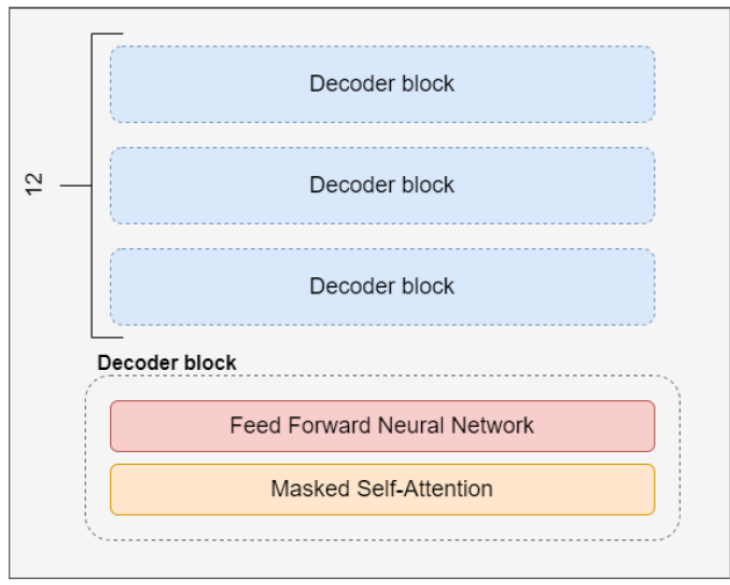 Decoder block
12
Decoder block
Decoder block
Decoder block
Feed Forward Neural Network
Masked Self-Attention